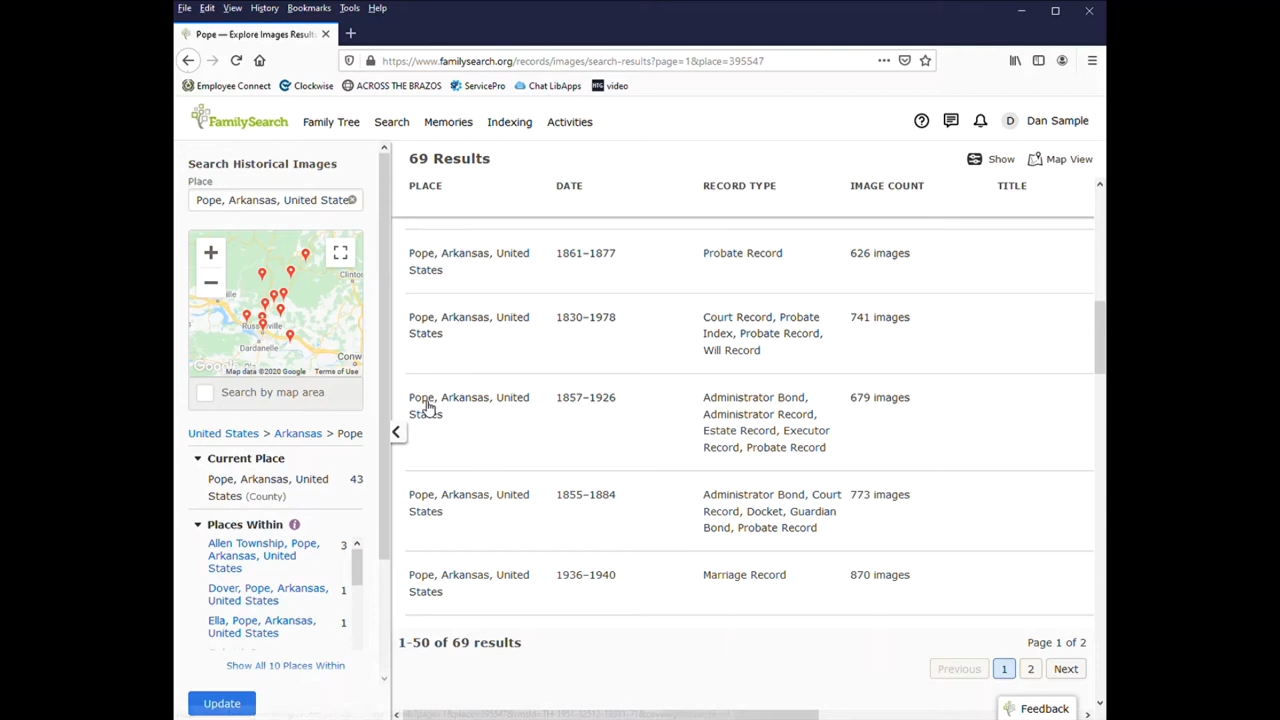 File Edit View History Bookmarks Tools Help
Pope — Explore Images Result
https://www.familysearch.org/records/images/search-results?page=1&place=395547
Employee Connect Clockwise ACROSS THE BRAZOS ServicePro Chat LibApps HTG video
FamilySearch Family Tree Search Memories Indexing Activities D Dan Sample
Search Historical Images
Place
Pope, Arkansas, United State
Clinton
Russellville
Dardanelle
Conw
Google Map data ©2020 Google Terms of Use
Search by map area
United States > Arkansas > Pope
Current Place
Pope, Arkansas, United 43
States (County)
Places Within
Allen Township, Pope, 3
Arkansas, United
States
Dover, Pope, Arkansas, 1
United States
Ella, Pope, Arkansas, 1
United States
Show All 10 Places Within
Update
69 Results Show Map View
PLACE DATE RECORD TYPE IMAGE COUNT TITLE
Pope, Arkansas, United 1861–1877 Probate Record 626 images
States
Pope, Arkansas, United 1830–1978 Court Record, Probate 741 images
States Index, Probate Record,
Will Record
Pope, Arkansas, United 1857–1926 Administrator Bond, 679 images
States Administrator Record,
Estate Record, Executor
Record, Probate Record
Pope, Arkansas, United 1855–1884 Administrator Bond, Court 773 images
States Record, Docket, Guardian
Bond, Probate Record
Pope, Arkansas, United 1936–1940 Marriage Record 870 images
States
1-50 of 69 results Page 1 of 2
Previous 1 2 Next
Feedback